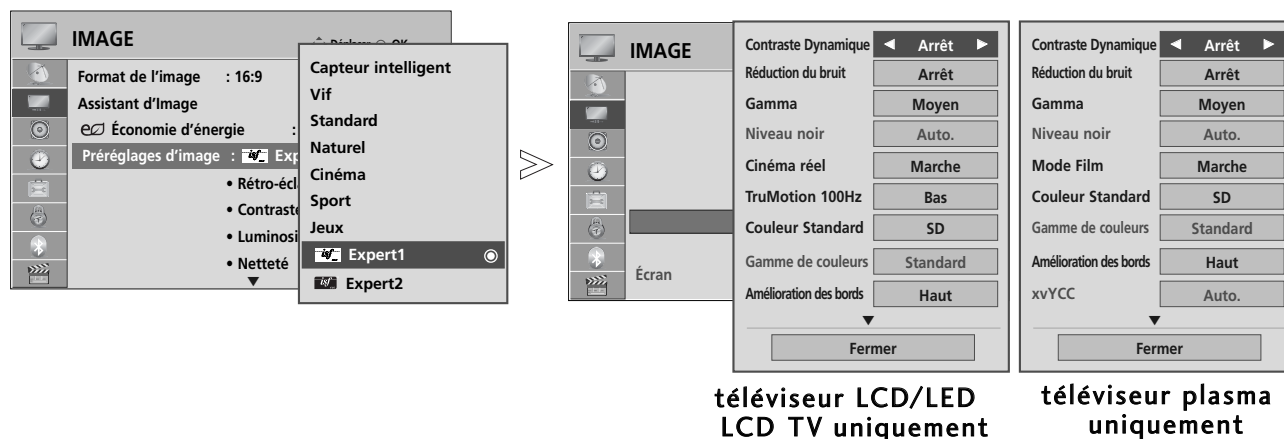 IMAGE
Déplace OK
Format de l'image : 16:9
Assistant d'Image
Économie d'énergie :
Préréglages d'image : isf Exp
• Rétro-écl
• Contraste
• Luminosi
• Netteté
▼
Capteur intelligent
Vif
Standard
Naturel
Cinéma
Sport
Jeux
isf Expert1
isf Expert2
IMAGE
Écran
Contraste Dynamique ◄ Arrêt ►
Réduction du bruit Arrêt
Gamma Moyen
Niveau noir Auto.
Cinéma réel Marche
TruMotion 100Hz Bas
Couleur Standard SD
Gamme de couleurs Standard
Amélioration des bords Haut
▼
Fermer
téléviseur LCD/LED
LCD TV uniquement
Contraste Dynamique ◄ Arrêt ►
Réduction du bruit Arrêt
Gamma Moyen
Niveau noir Auto.
Mode Film Marche
Couleur Standard SD
Gamme de couleurs Standard
Amélioration des bords Haut
xvYCC Auto.
▼
Fermer
téléviseur plasma
uniquement